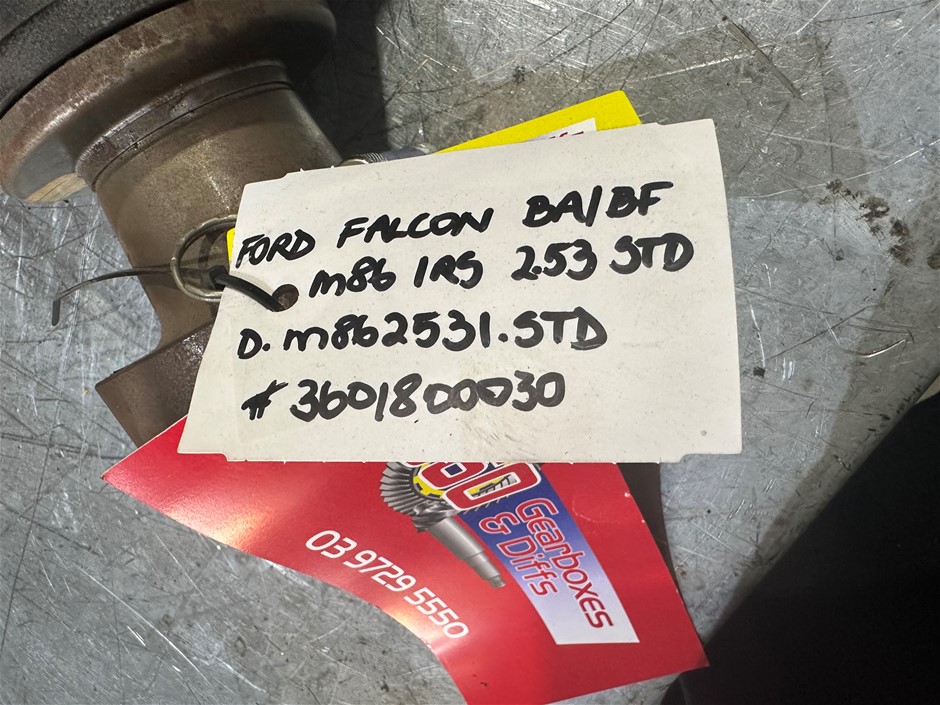 FORD FALCON BA/BF
M86 IRS 2.53 STD
D. M862531.STD
# 3601800030
Gearboxes
& Diffs
03 9729 5550